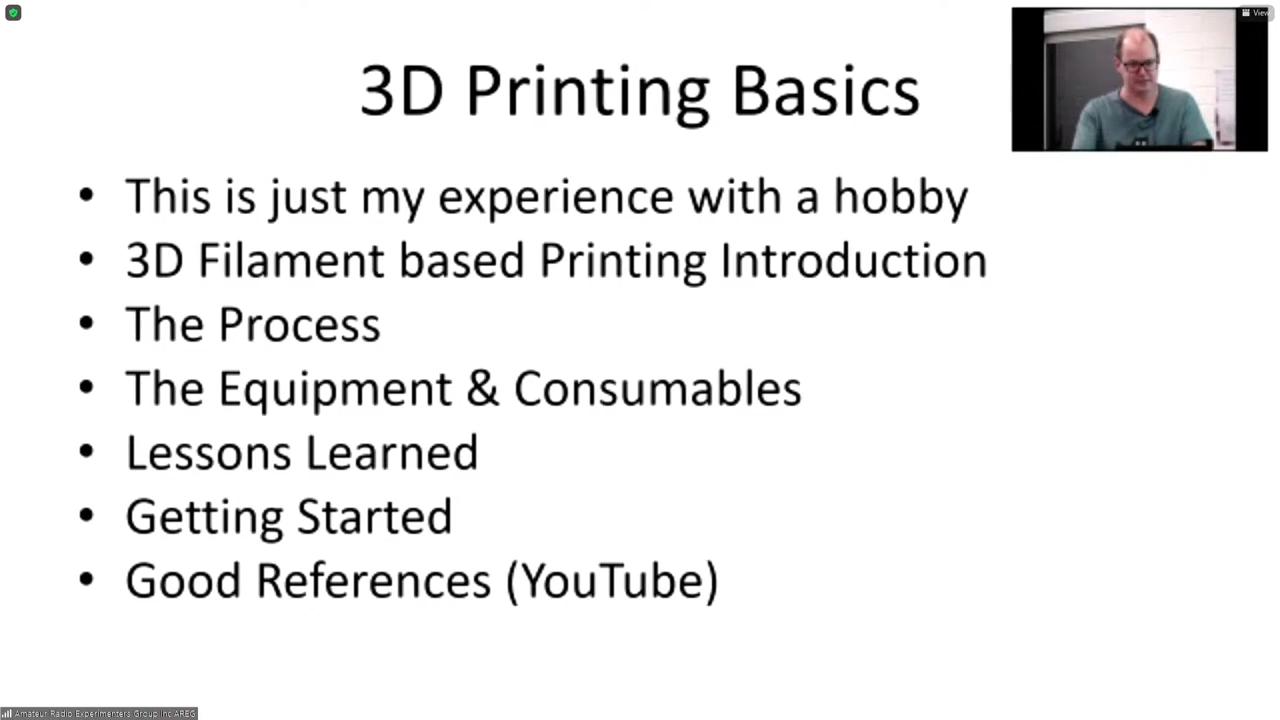 View
3D Printing Basics
• This is just my experience with a hobby
• 3D Filament based Printing Introduction
• The Process
• The Equipment & Consumables
• Lessons Learned
• Getting Started
• Good References (YouTube)
Amateur Radio Experimenters Group Inc AREG